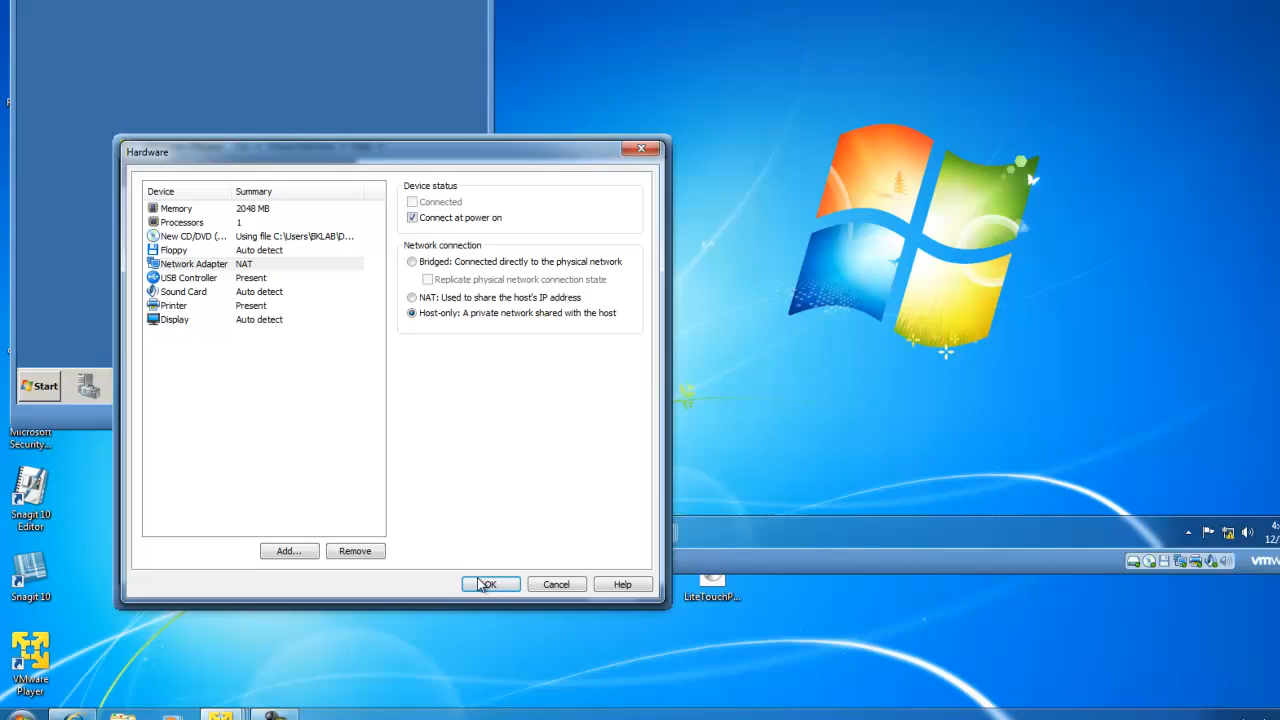 Hardware
Device Summary
Memory 2048 MB
Processors 1
New CD/DVD (... Using file C:\Users\BKLAB\D...
Floppy Auto detect
Network Adapter NAT
USB Controller Present
Sound Card Auto detect
Printer Present
Display Auto detect
Device status
Connected
Connect at power on
Network connection
Bridged: Connected directly to the physical network
Replicate physical network connection state
NAT: Used to share the host's IP address
Host-only: A private network shared with the host
Add... Remove
OK Cancel Help
Start
Microsoft
Security...
Snagit 10
Editor
Snagit 10
VMware
Player
LiteTouchP...